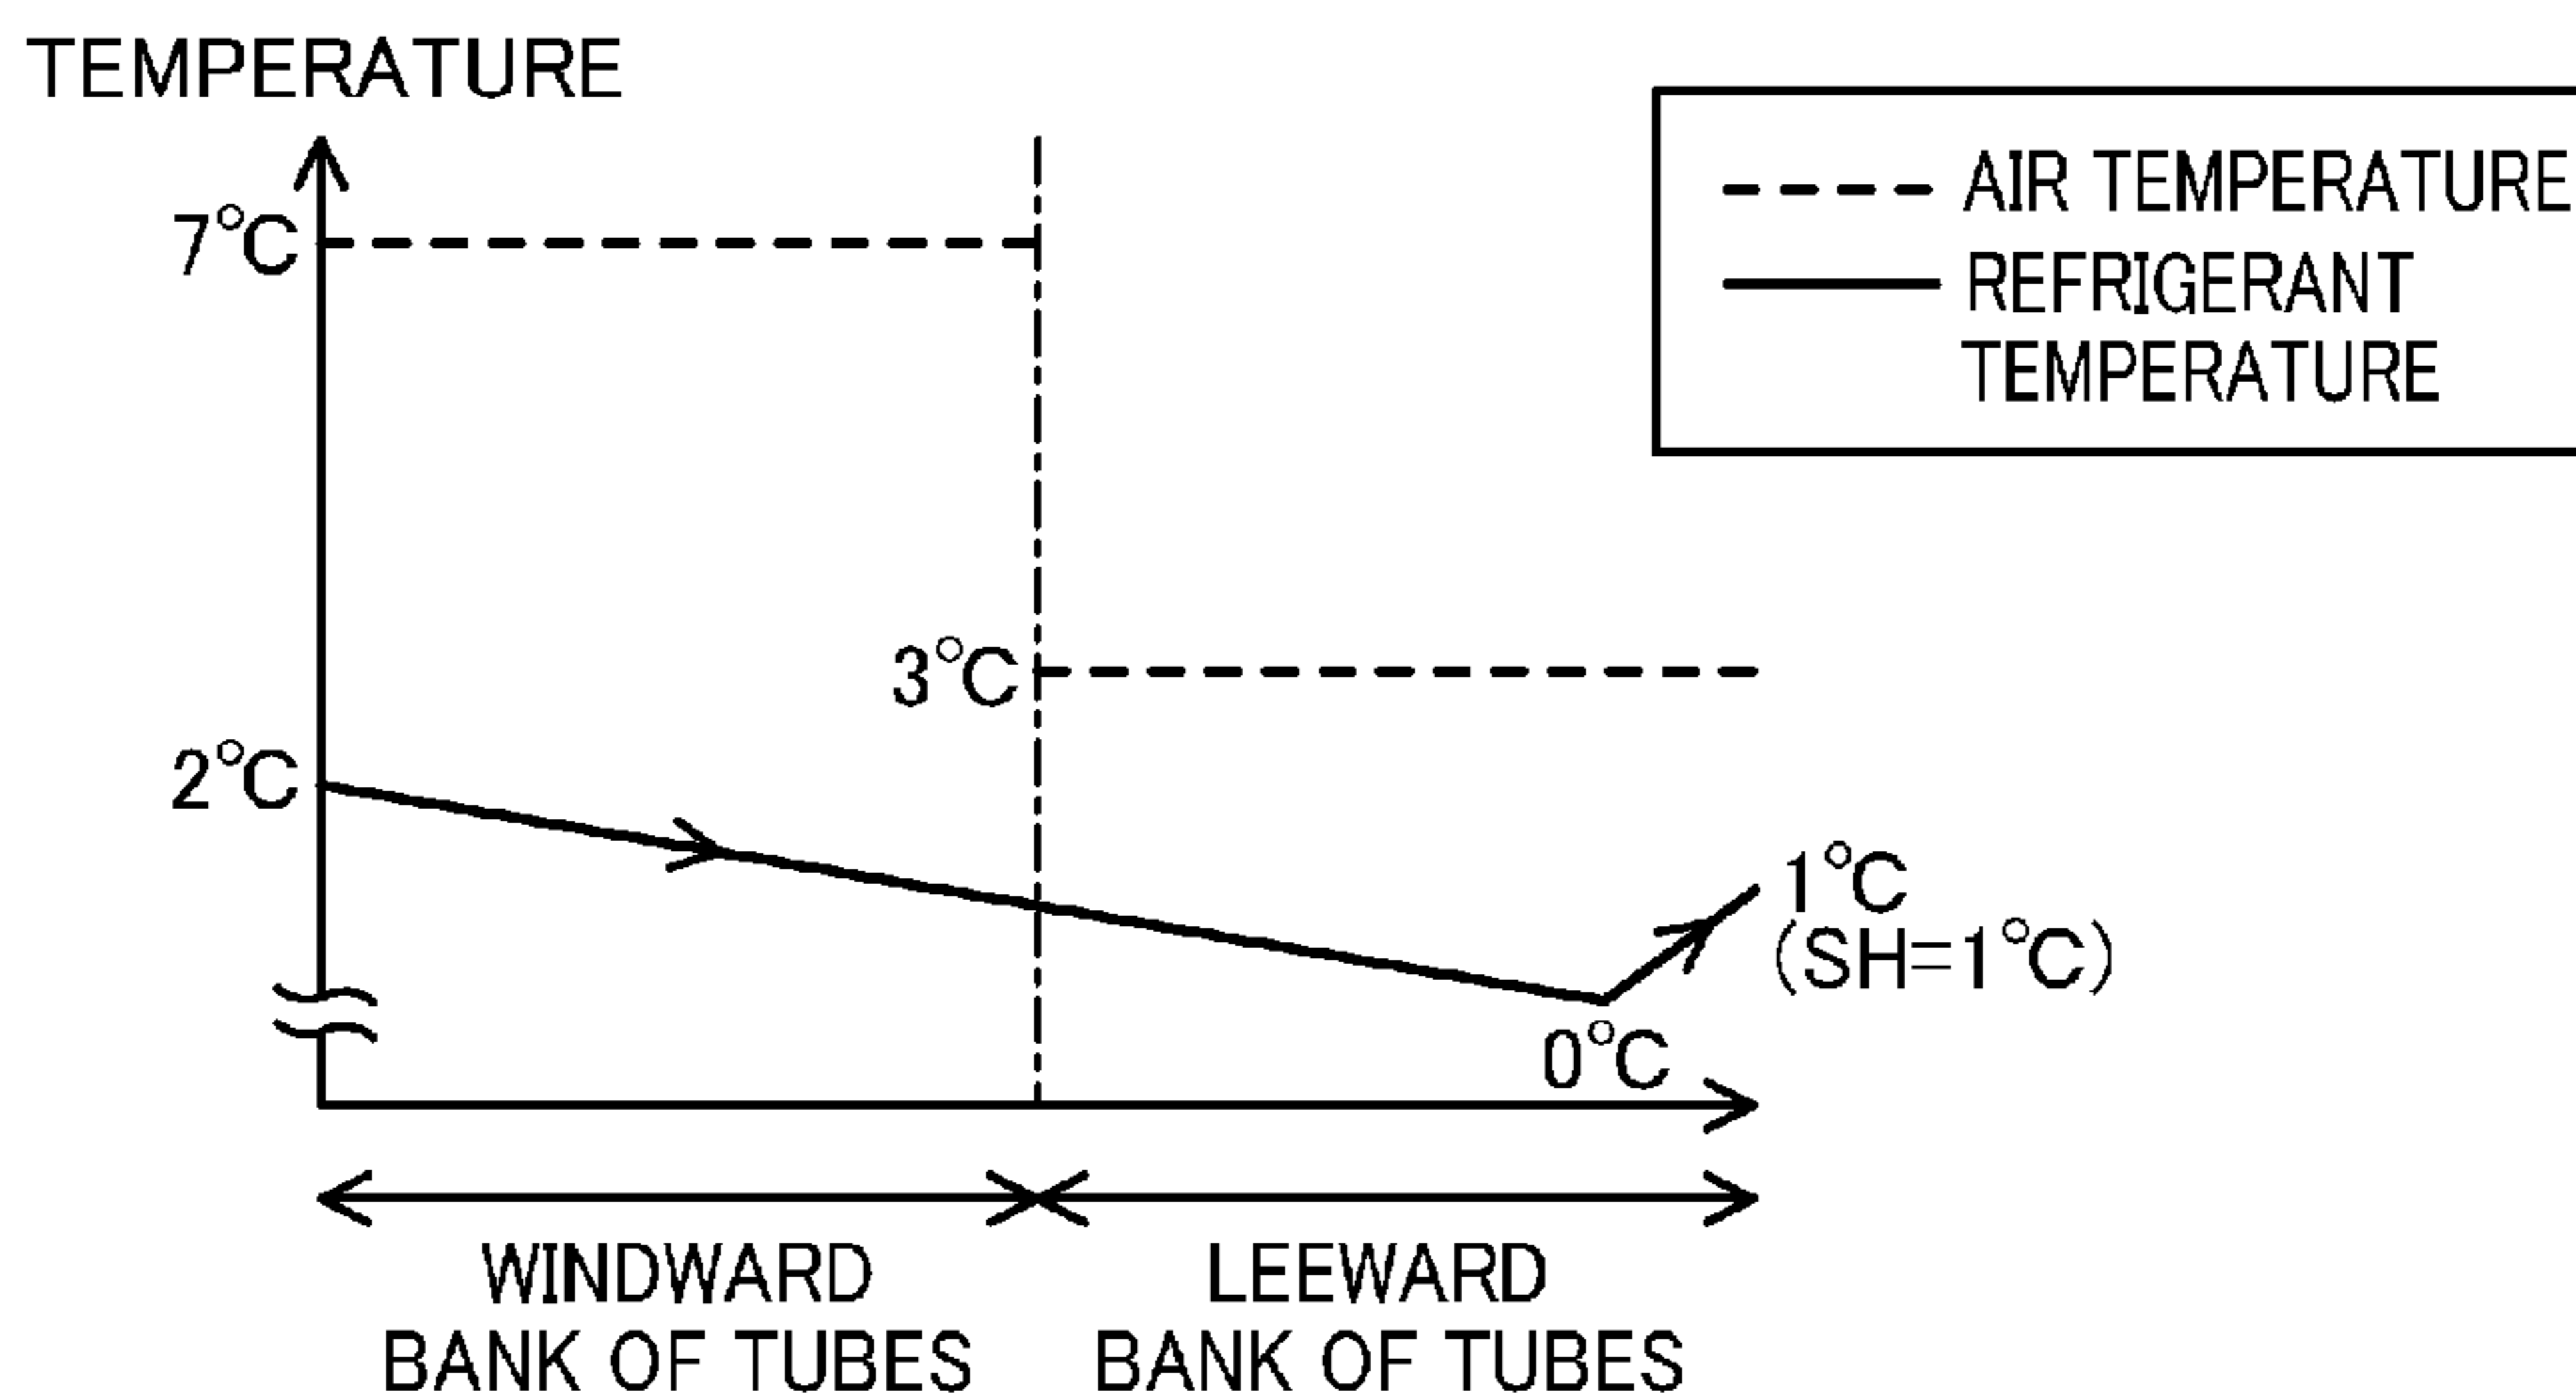 TEMPERATURE
AIR TEMPERATURE
REFRIGERANT
TEMPERATURE
7°C
3°C
2°C
1°C
(SH=1°C)
0°C
WINDWARD
BANK OF TUBES
LEEWARD
BANK OF TUBES